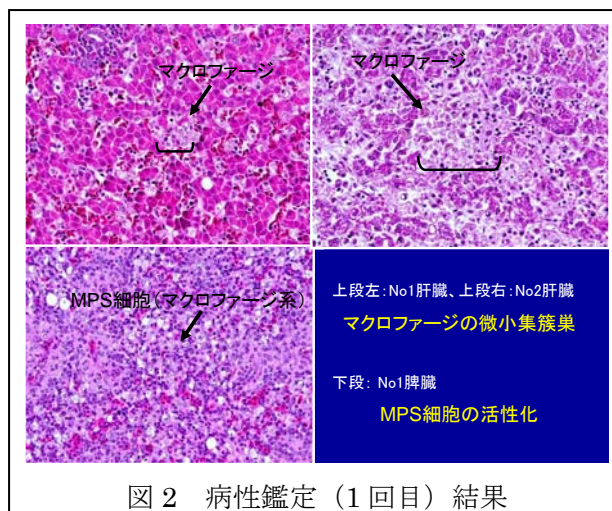 マクロファージ
マクロファージ
MPS細胞(マクロファージ系)
上段左:No1肝臓、上段右:No2肝臓
マクロファージの微小集簇巣
下段: No1脾臓
MPS細胞の活性化
図 2 病性鑑定（1 回目）結果